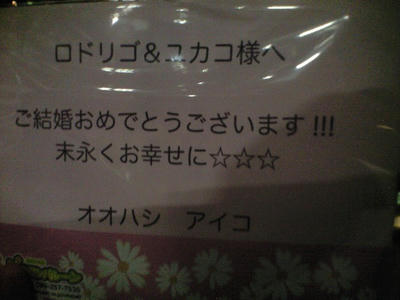 ロドリゴ&ユカコ様へ
ご結婚おめでとうございます!!!
末永くお幸せに☆☆☆
オオハシ　アイコ